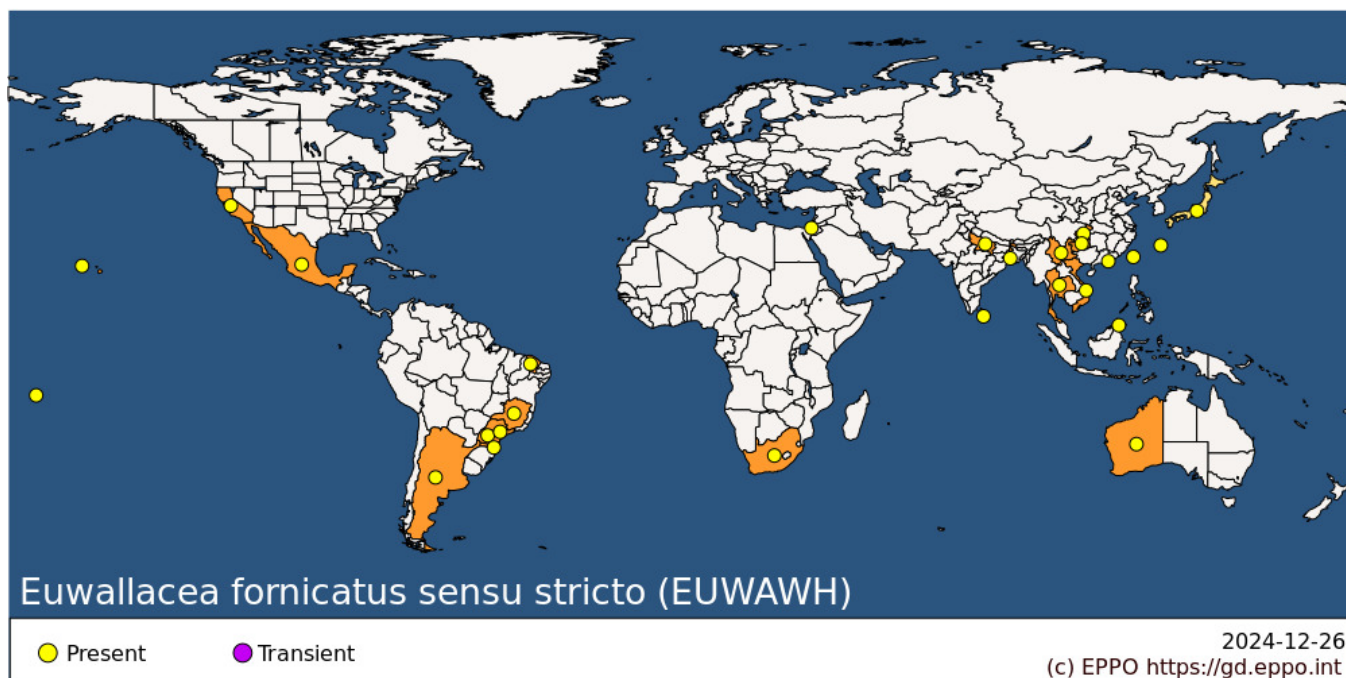 Euwallacea fornicatus sensu stricto (EUWAWH)
Present
Transient
2024-12-26
(c) EPPO https://gd.eppo.int